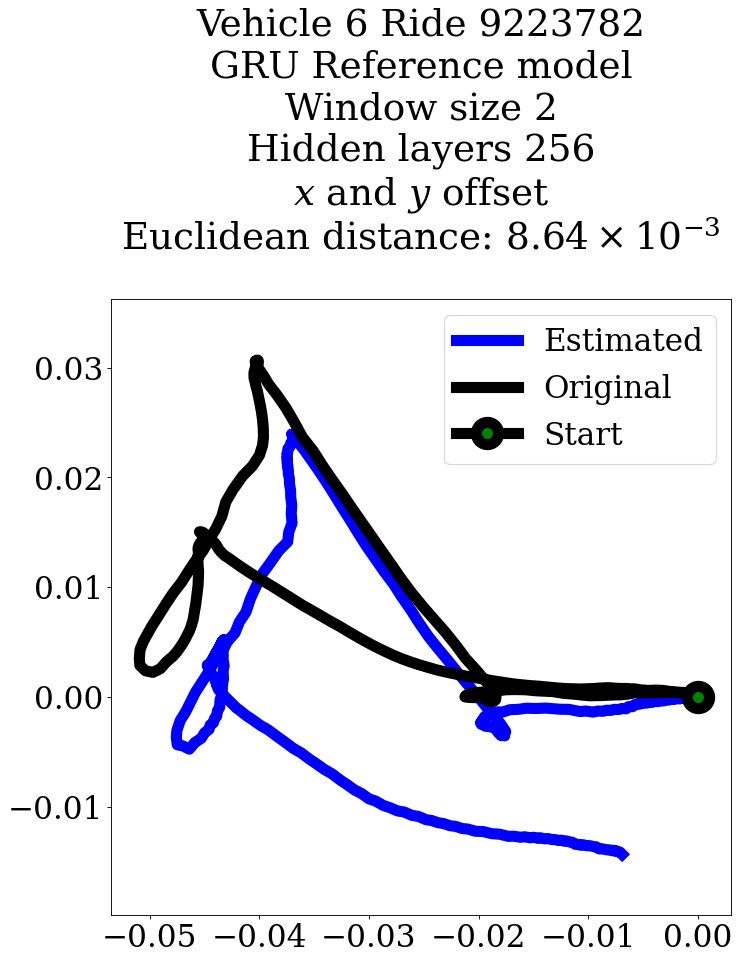 Vehicle 6 Ride 9223782
GRU Reference model
Window size 2
Hidden layers 256
x and y offset
Euclidean distance: 8.64 × 10⁻³
Estimated
Original
Start
0.03
0.02
0.01
0.00
−0.01
−0.05 −0.04 −0.03 −0.02 −0.01 0.00